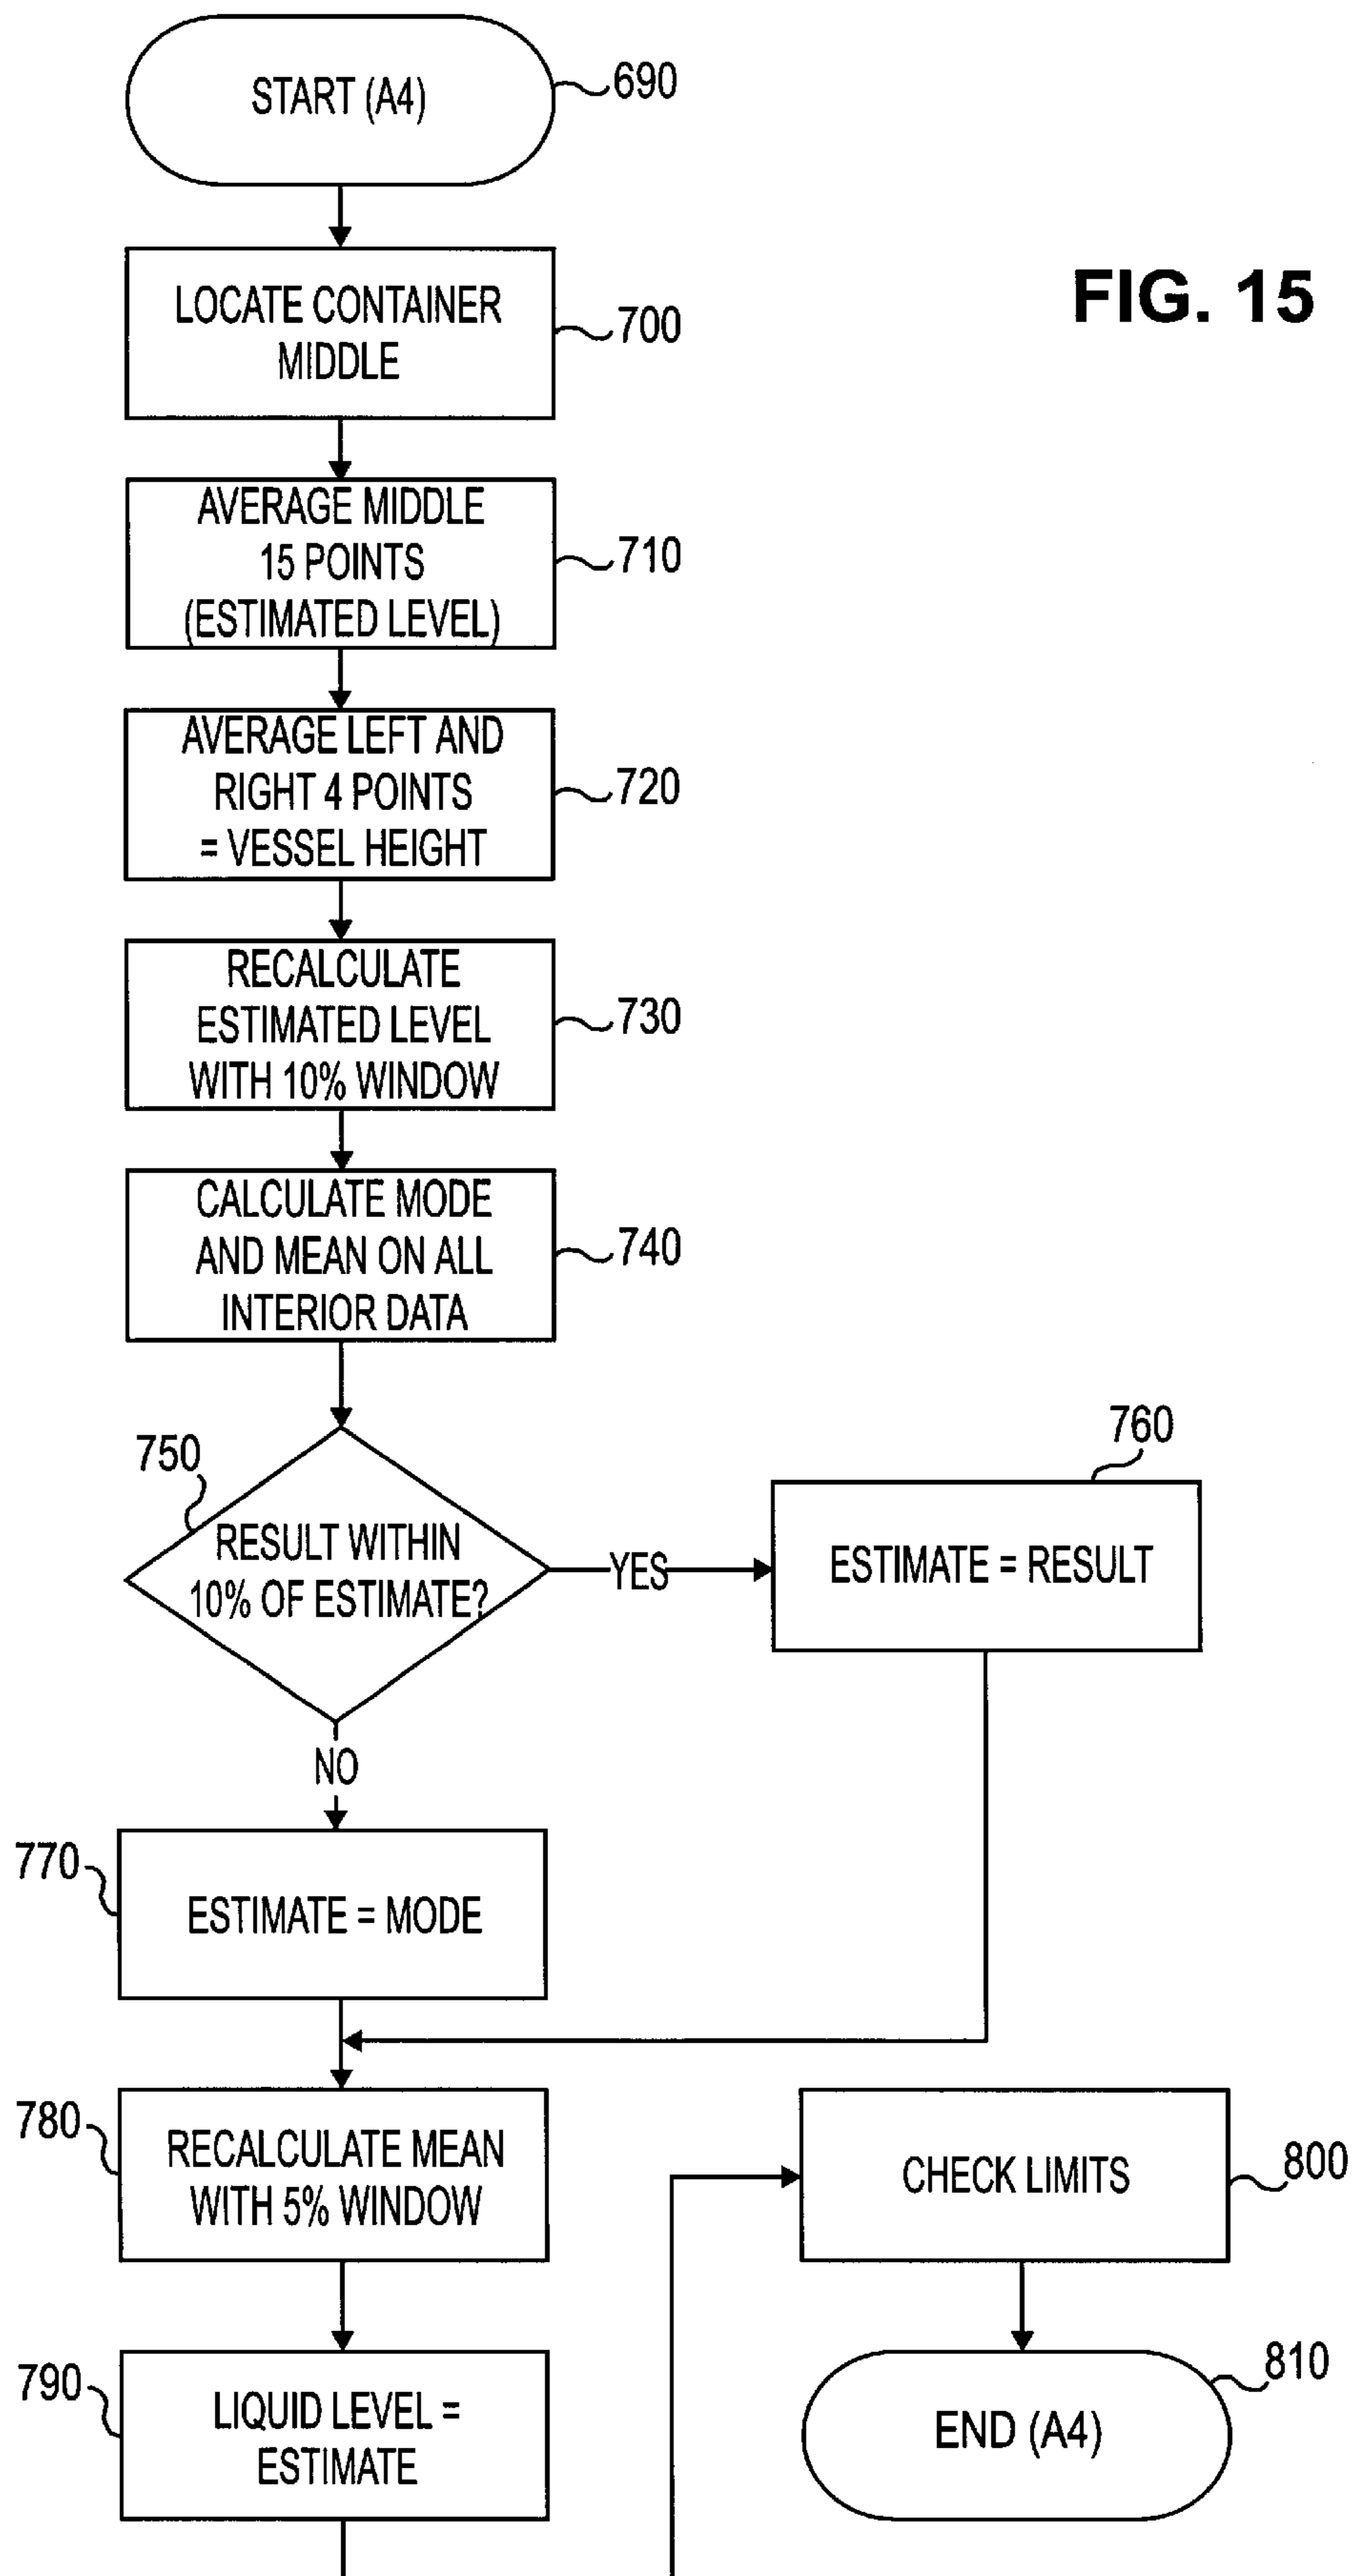 START (A4)
690
FIG. 15
LOCATE CONTAINER
MIDDLE
700
AVERAGE MIDDLE
15 POINTS
(ESTIMATED LEVEL)
710
AVERAGE LEFT AND
RIGHT 4 POINTS
= VESSEL HEIGHT
720
RECALCULATE
ESTIMATED LEVEL
WITH 10% WINDOW
730
CALCULATE MODE
AND MEAN ON ALL
INTERIOR DATA
740
750
RESULT WITHIN
10% OF ESTIMATE?
YES
760
ESTIMATE = RESULT
NO
770
ESTIMATE = MODE
780
RECALCULATE MEAN
WITH 5% WINDOW
790
LIQUID LEVEL =
ESTIMATE
CHECK LIMITS
800
END (A4)
810